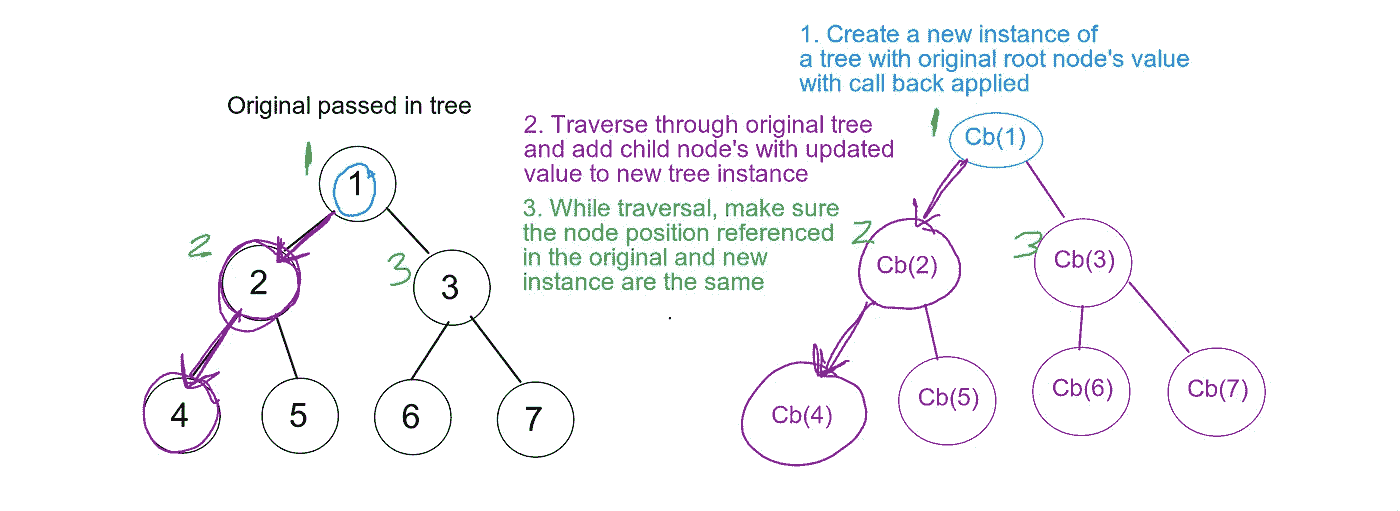 1. Create a new instance of
a tree with original root node's value
with call back applied
Original passed in tree
2. Traverse through original tree
and add child node's with updated
value to new tree instance
3. While traversal, make sure
the node position referenced
in the original and new
instance are the same
1
1
2
2
3
3
4
5
6
7
1
Cb(1)
2
Cb(2)
3
Cb(3)
Cb(4)
Cb(5)
Cb(6)
Cb(7)